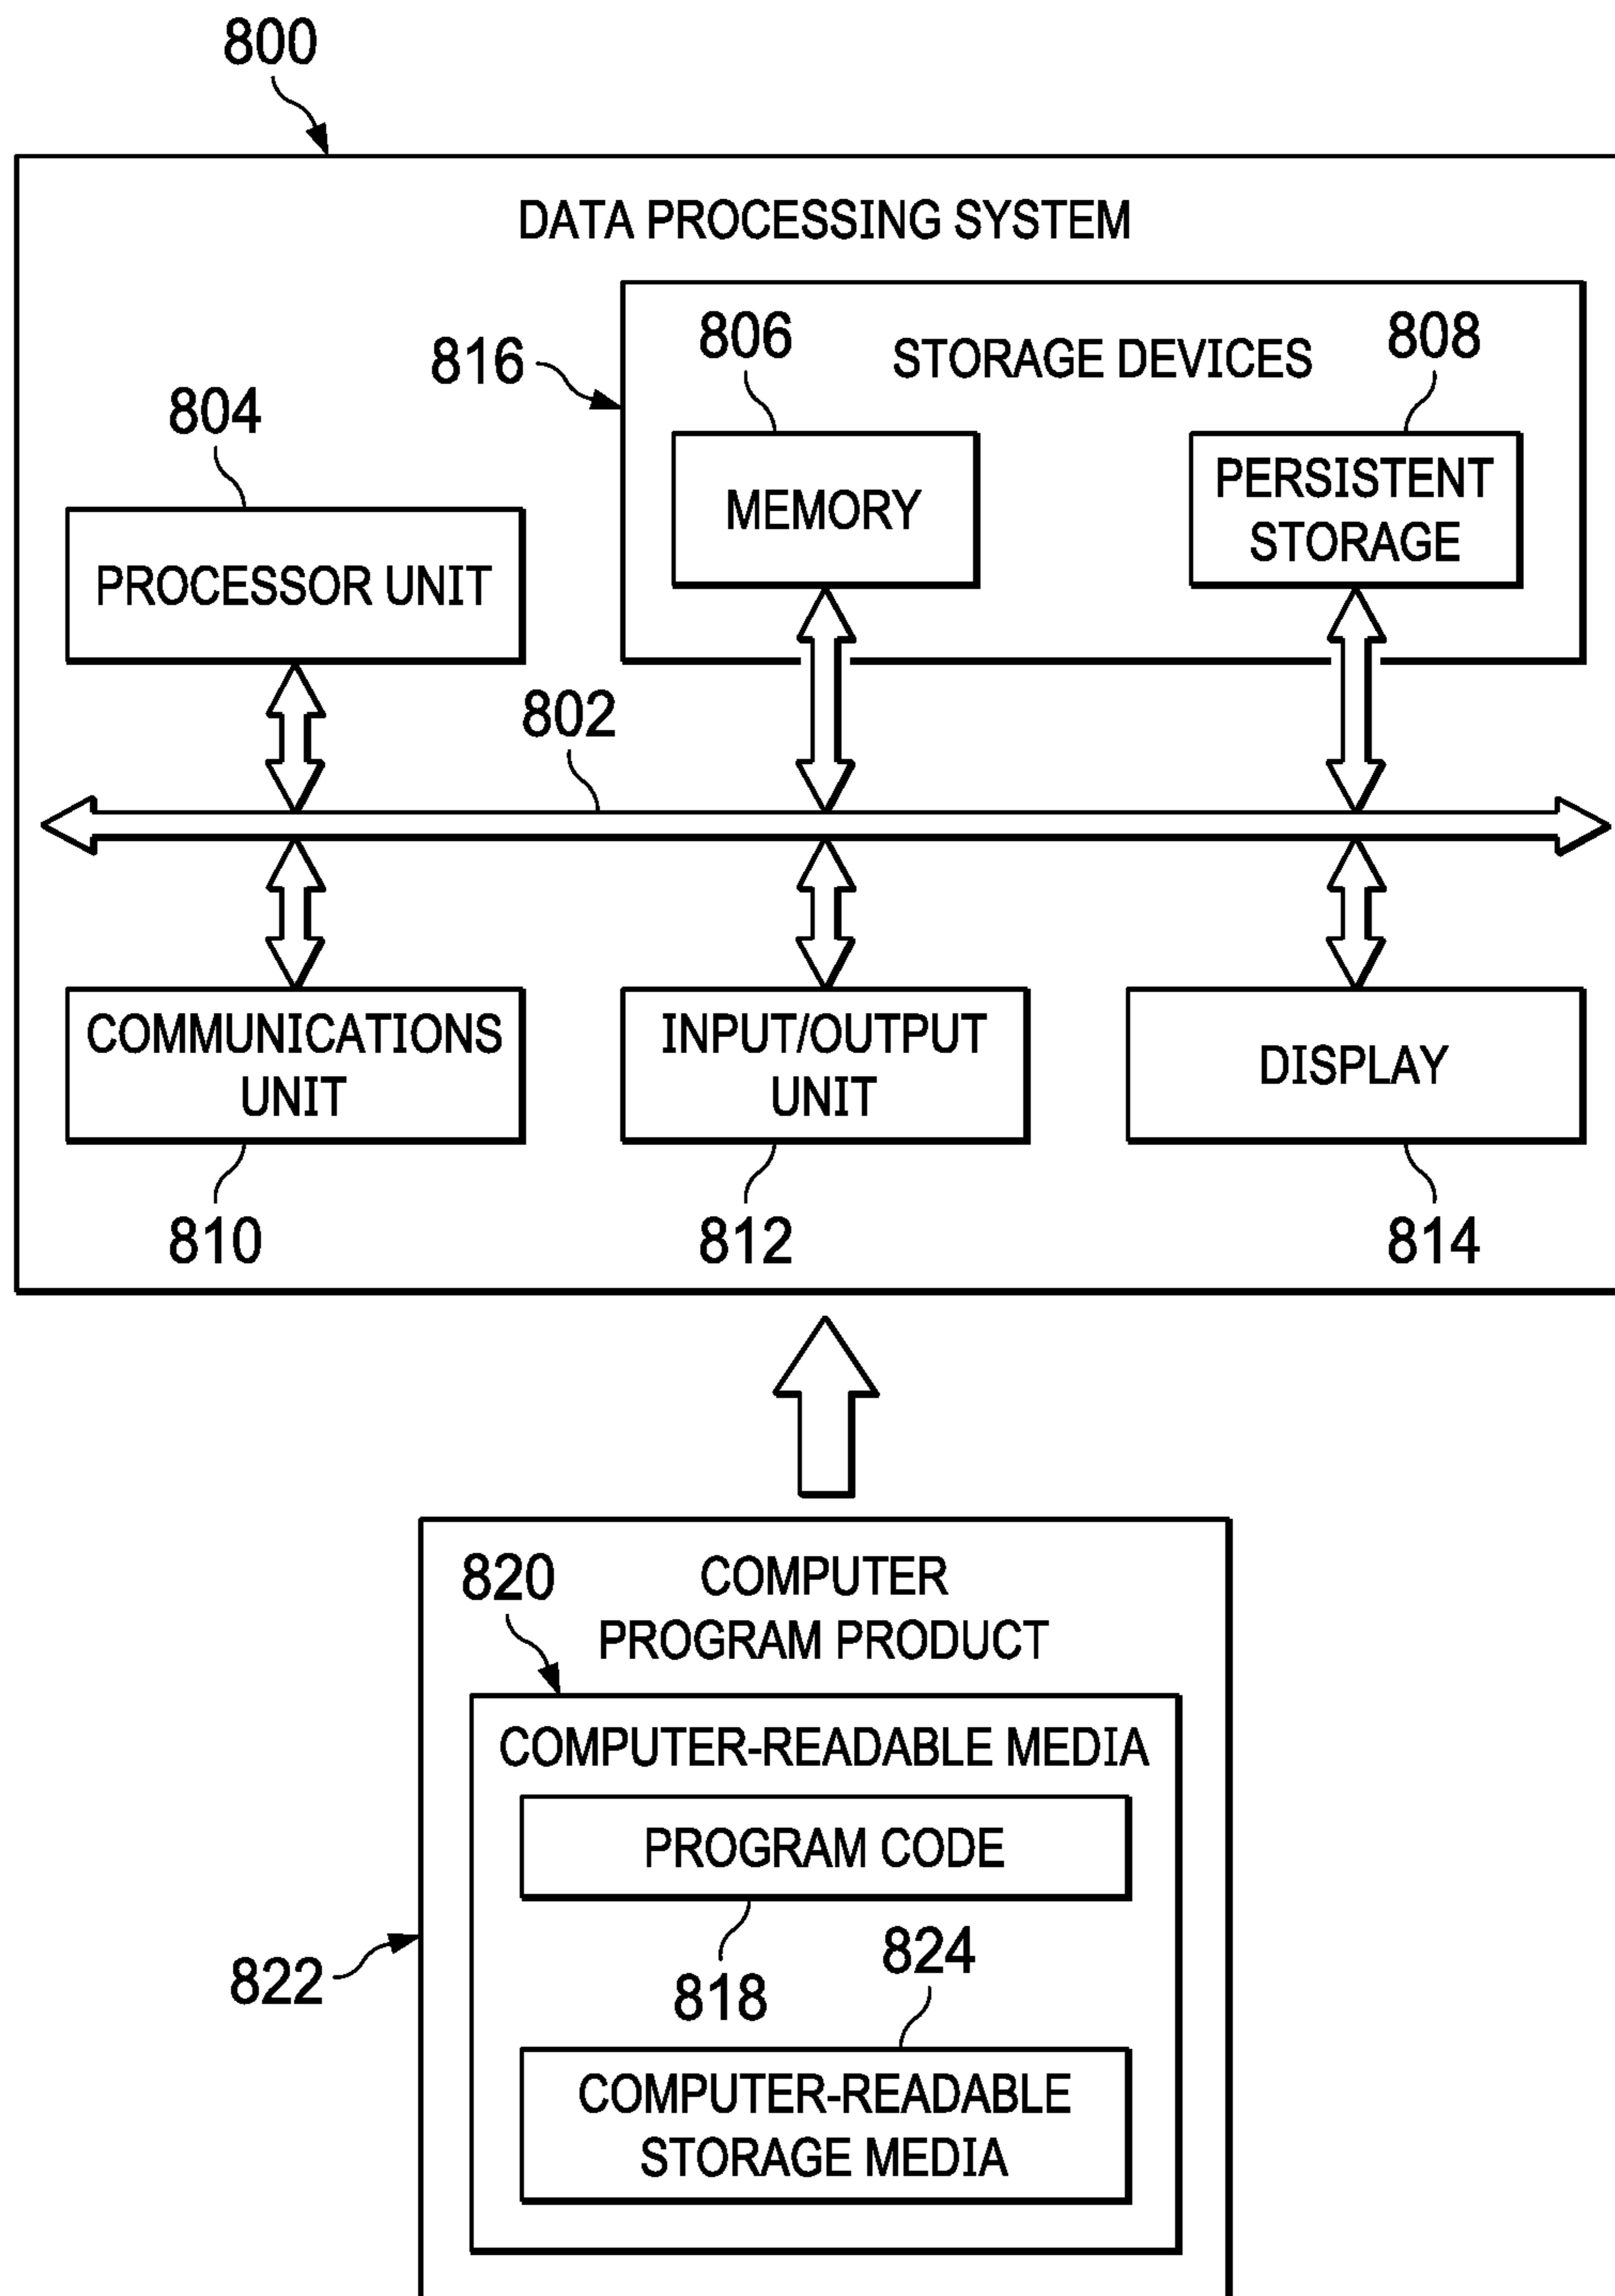 800
DATA PROCESSING SYSTEM
816
806
STORAGE DEVICES
808
804
MEMORY
PERSISTENT
STORAGE
PROCESSOR UNIT
802
COMMUNICATIONS
UNIT
INPUT/OUTPUT
UNIT
DISPLAY
810
812
814
820
COMPUTER
PROGRAM PRODUCT
COMPUTER-READABLE MEDIA
PROGRAM CODE
822
818
824
COMPUTER-READABLE
STORAGE MEDIA